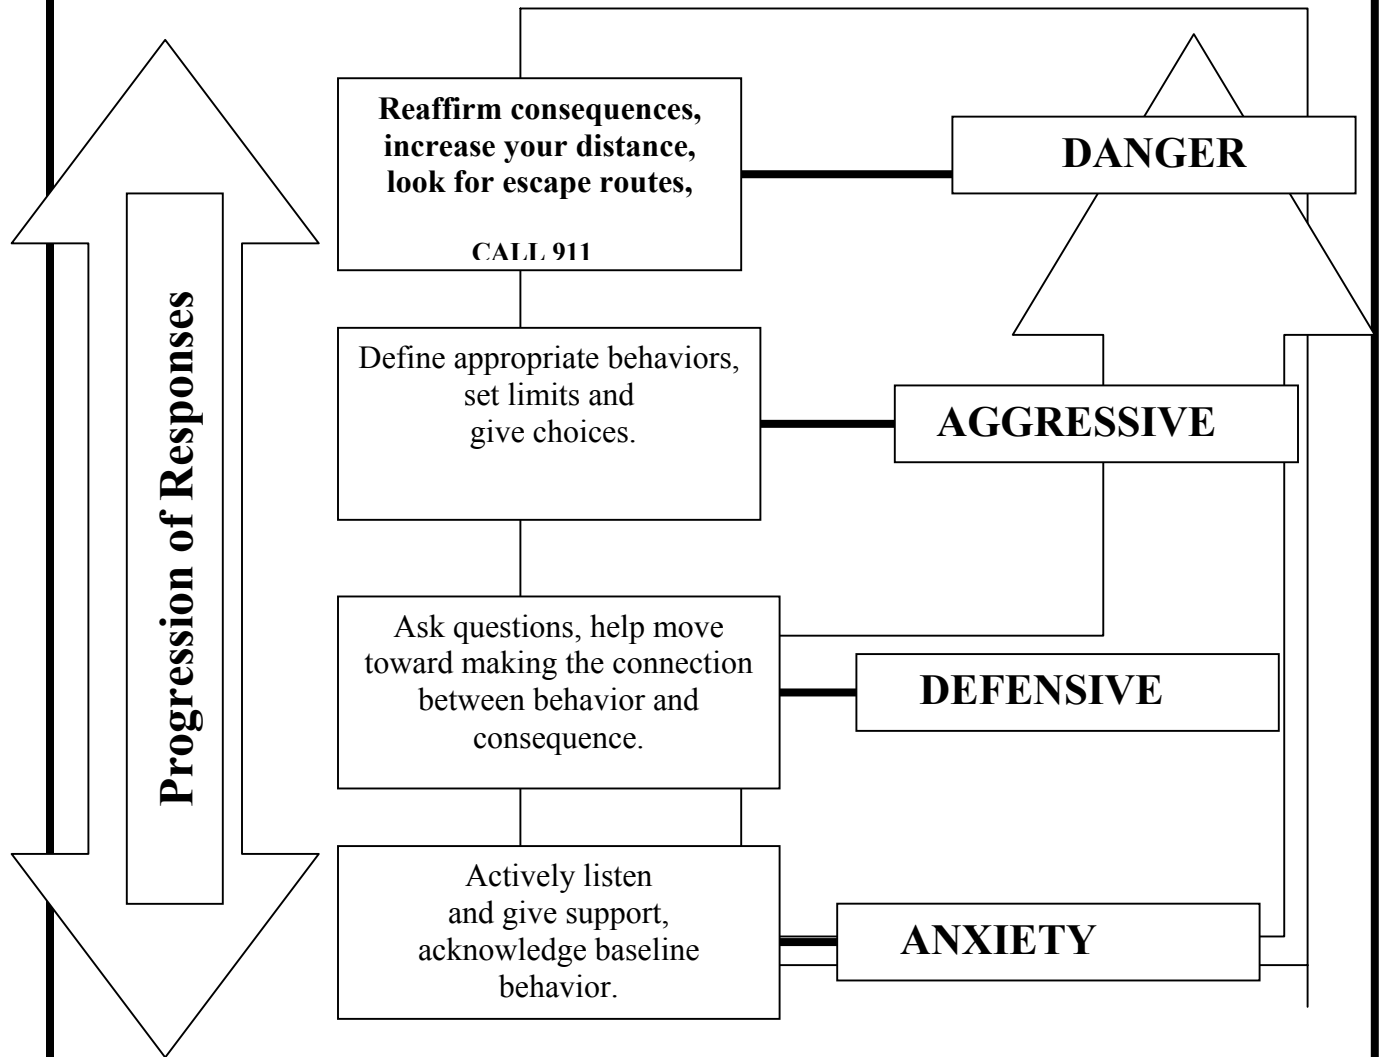 Progression of Responses
Reaffirm consequences,
increase your distance,
look for escape routes,
CALL 911
DANGER
Define appropriate behaviors,
set limits and
give choices.
AGGRESSIVE
Ask questions, help move
toward making the connection
between behavior and
consequence.
DEFENSIVE
Actively listen
and give support,
acknowledge baseline
behavior.
ANXIETY